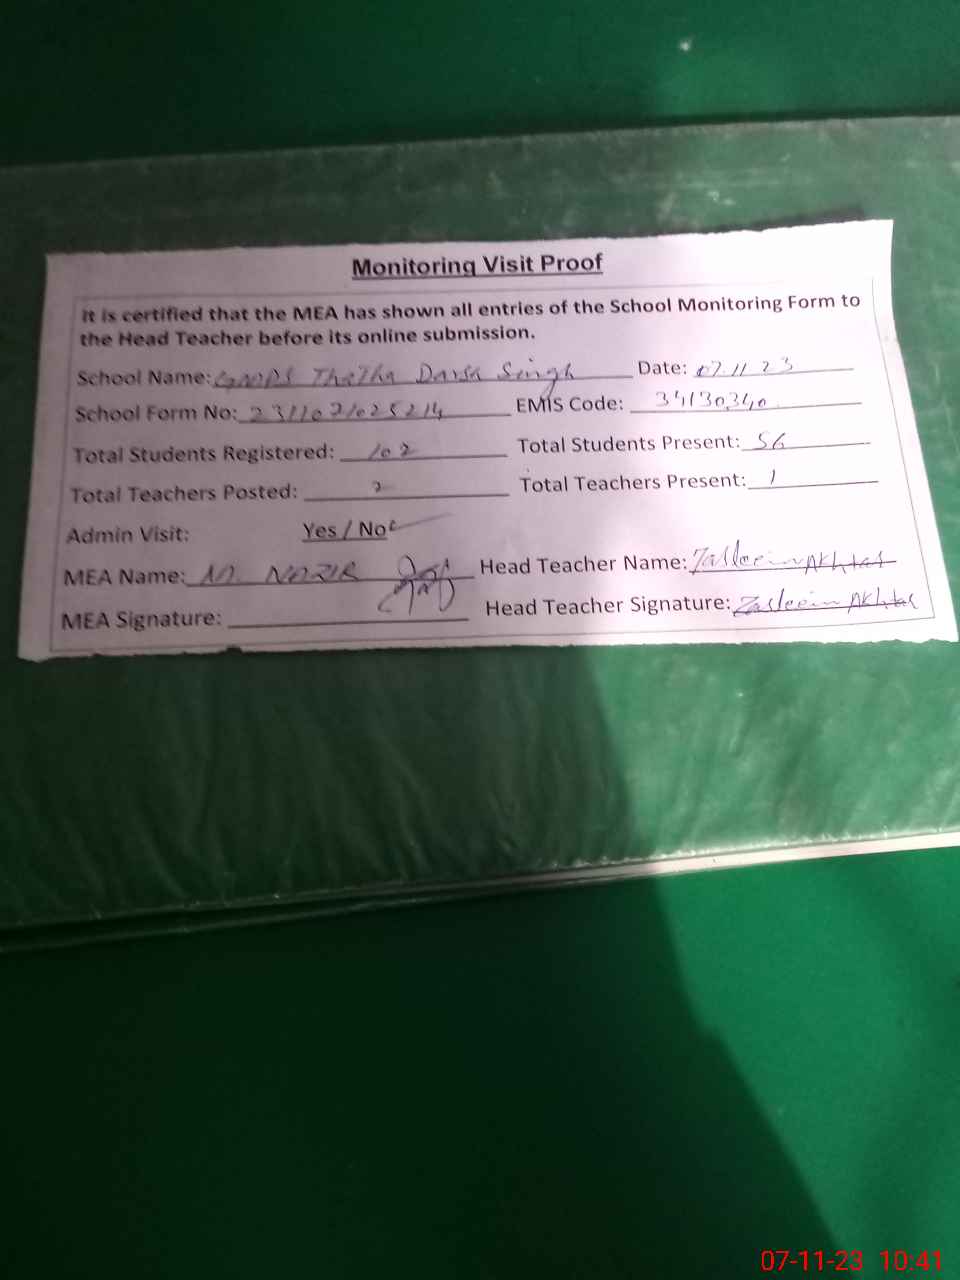 Monitoring Visit Proof
It is certified that the MEA has shown all entries of the School Monitoring Form to
the Head Teacher before its online submission.
School Name: GMPS Thetha Darsa Singh Date: 07 11 23
School Form No: 2311071025214 EMIS Code: 34130340
Total Students Registered: 102 Total Students Present: 56
Total Teachers Posted: 2 Total Teachers Present: 1
Admin Visit: Yes / No
MEA Name: M. NAZIR Head Teacher Name: Tasleem Akhtar
MEA Signature: Head Teacher Signature: Tasleem Akhtar
07-11-23 10:41